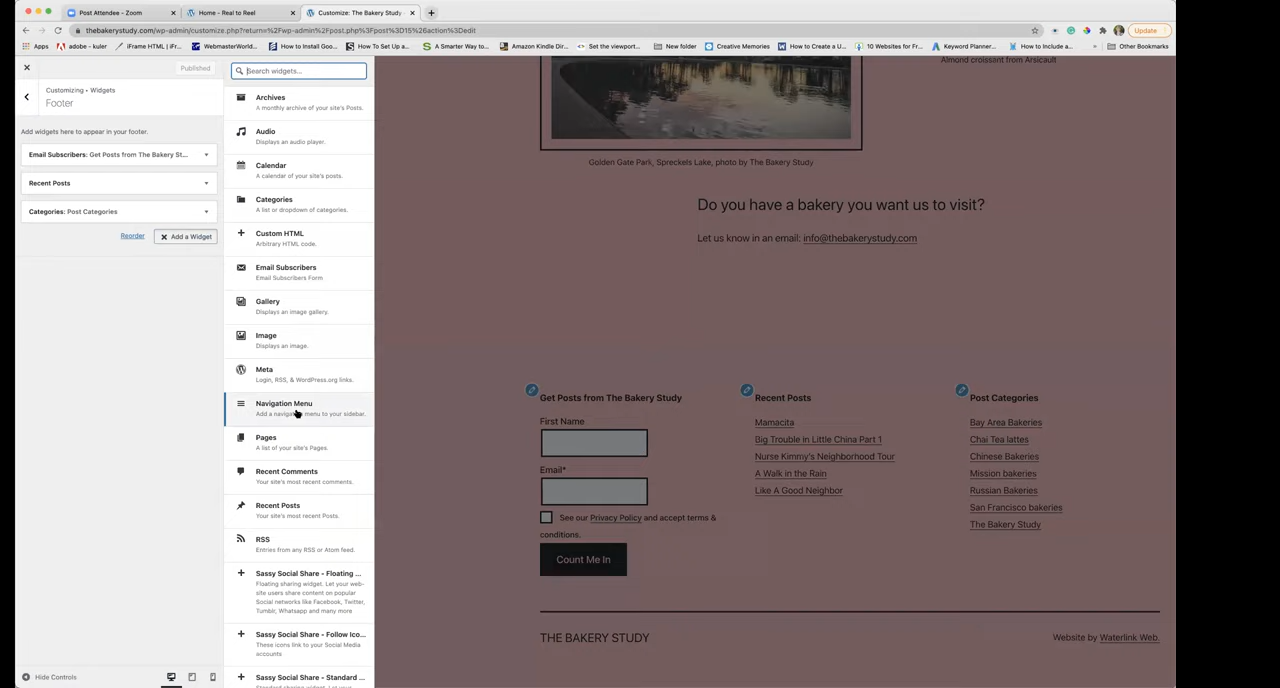 Post Attendee - Zoom
Home - Real to Reel
Customize: The Bakery Study
thebakerystudy.com/wp-admin/customize.php?return=%2Fwp-admin%2Fpost.php%3Fpost%3D15%26action%3Dedit
Update
Apps
adobe - kuler
iFrame HTML | iFr...
WebmasterWorld...
How to Install Goo...
How To Set Up a...
A Smarter Way to...
Amazon Kindle Dir...
Set the viewport...
New folder
Creative Memories
How to Create a U...
10 Websites for Fr...
Keyword Planner...
How to Include a...
Other Bookmarks
Published
Customizing • Widgets
Footer
Add widgets here to appear in your footer.
Email Subscribers: Get Posts from The Bakery St...
Recent Posts
Categories: Post Categories
Reorder
Add a Widget
Hide Controls
Search widgets...
Archives
A monthly archive of your site's Posts.
Audio
Displays an audio player.
Calendar
A calendar of your site's posts.
Categories
A list or dropdown of categories.
Custom HTML
Arbitrary HTML code.
Email Subscribers
Email Subscribers Form
Gallery
Displays an image gallery.
Image
Displays an image.
Meta
Login, RSS, & WordPress.org links.
Navigation Menu
Add a navigation menu to your sidebar.
Pages
A list of your site's Pages.
Recent Comments
Your site's most recent comments.
Recent Posts
Your site's most recent Posts.
RSS
Entries from any RSS or Atom feed.
Sassy Social Share - Floating ...
Floating sharing widget. Let your web-
site users share content on popular
Social networks like Facebook, Twitter,
Tumblr, Whatsapp and many more
Sassy Social Share - Follow Ico...
These icons link to your Social Media
accounts
Sassy Social Share - Standard ...
Standard sharing widget. Let your
Almond croissant from Arsicault
Golden Gate Park, Spreckels Lake, photo by The Bakery Study
Do you have a bakery you want us to visit?
Let us know in an email: info@thebakerystudy.com
Get Posts from The Bakery Study
First Name
Email*
See our Privacy Policy and accept terms &
conditions.
Count Me In
Recent Posts
Mamacita
Big Trouble in Little China Part 1
Nurse Kimmy's Neighborhood Tour
A Walk in the Rain
Like A Good Neighbor
Post Categories
Bay Area Bakeries
Chai Tea lattes
Chinese Bakeries
Mission bakeries
Russian Bakeries
San Francisco bakeries
The Bakery Study
THE BAKERY STUDY
Website by Waterlink Web.